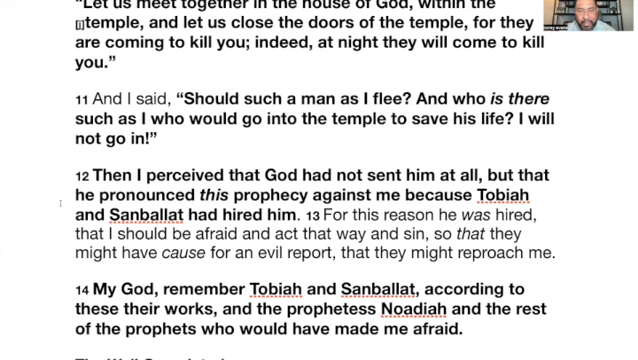 "Let us meet together in the house of God, within the
[j]temple, and let us close the doors of the temple, for they
are coming to kill you; indeed, at night they will come to kill
you."
11 And I said, "Should such a man as I flee? And who is there
such as I who would go into the temple to save his life? I will
not go in!"
12 Then I perceived that God had not sent him at all, but that
he pronounced this prophecy against me because Tobiah
and Sanballat had hired him. 13 For this reason he was hired,
that I should be afraid and act that way and sin, so that they
might have cause for an evil report, that they might reproach me.
14 My God, remember Tobiah and Sanballat, according to
these their works, and the prophetess Noadiah and the rest
of the prophets who would have made me afraid.